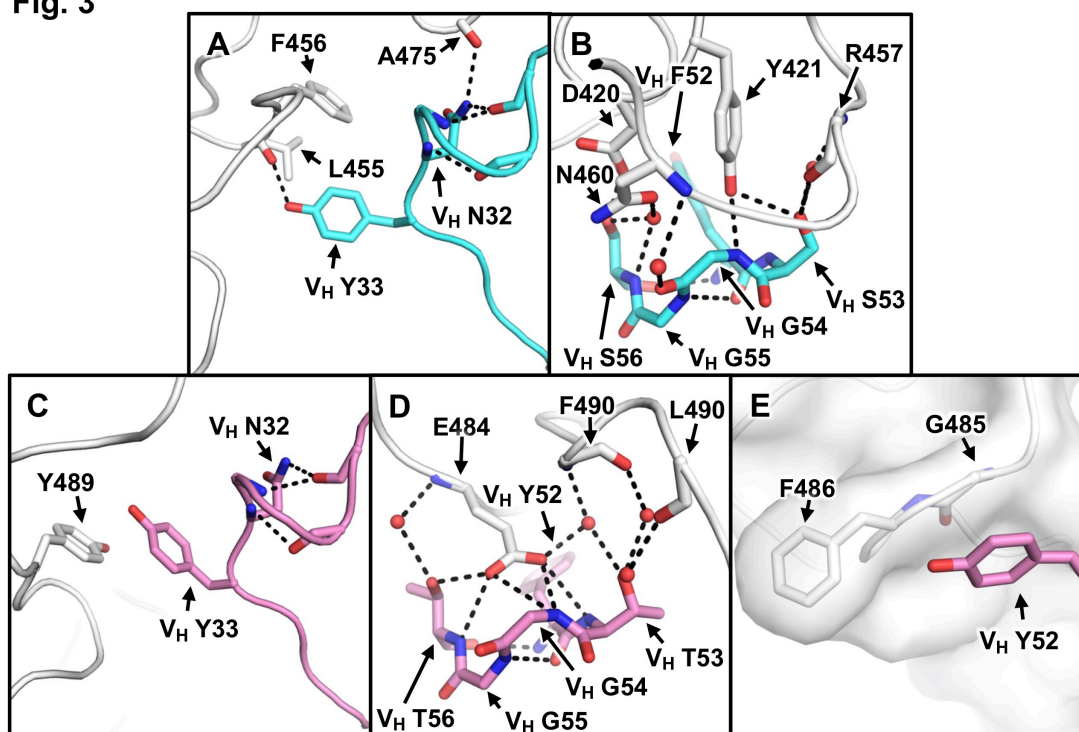 Fig. 3
A
F456
A475
L455
VH N32
VH Y33
B
VH F52
Y421
R457
D420
N460
VH S53
VH G54
VH S56
VH G55
C
VH N32
Y489
VH Y33
D
F490
L490
E484
VH Y52
VH T53
VH G54
VH T56
VH G55
E
G485
F486
VH Y52